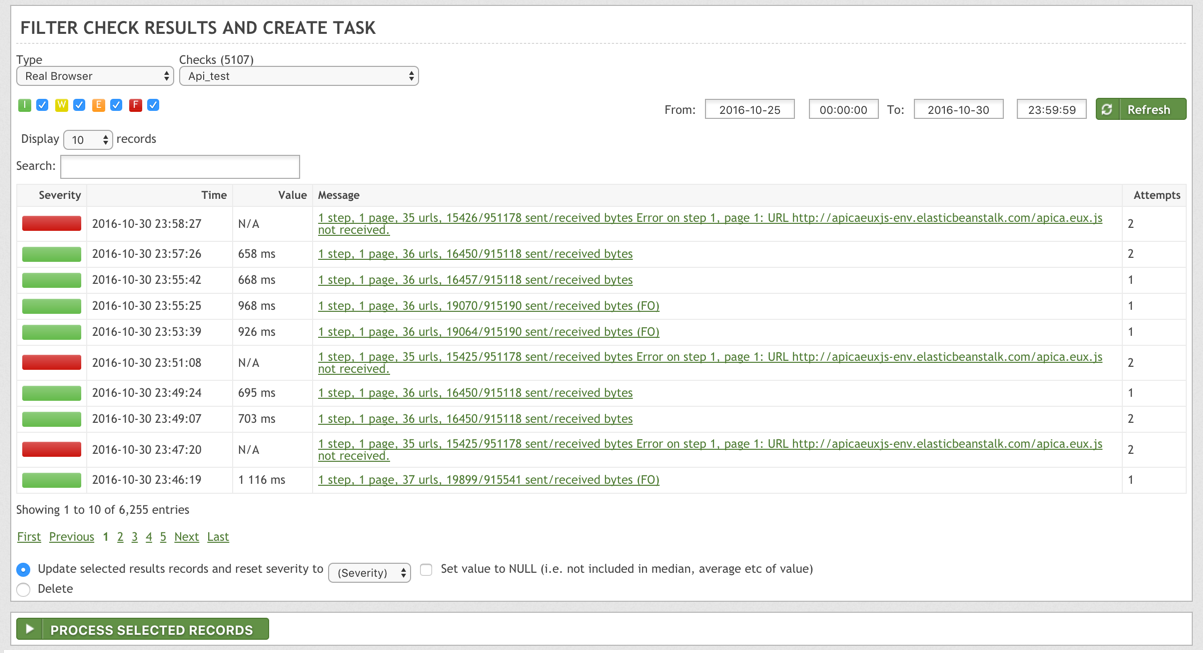 FILTER CHECK RESULTS AND CREATE TASK
Type Checks (5107)
Real Browser Api_test
I W E F
From: 2016-10-25 00:00:00 To: 2016-10-30 23:59:59 Refresh
Display 10 records
Search:
Severity Time Value Message Attempts
2016-10-30 23:58:27 N/A 1 step, 1 page, 35 urls, 15426/951178 sent/received bytes Error on step 1, page 1: URL http://apicaeuxjs-env.elasticbeanstalk.com/apica.eux.js 2
not received.
2016-10-30 23:57:26 658 ms 1 step, 1 page, 36 urls, 16450/915118 sent/received bytes 2
2016-10-30 23:55:42 668 ms 1 step, 1 page, 36 urls, 16457/915118 sent/received bytes 1
2016-10-30 23:55:25 968 ms 1 step, 1 page, 36 urls, 19070/915190 sent/received bytes (FO) 1
2016-10-30 23:53:39 926 ms 1 step, 1 page, 36 urls, 19064/915190 sent/received bytes (FO) 1
2016-10-30 23:51:08 N/A 1 step, 1 page, 35 urls, 15425/951178 sent/received bytes Error on step 1, page 1: URL http://apicaeuxjs-env.elasticbeanstalk.com/apica.eux.js 2
not received.
2016-10-30 23:49:24 695 ms 1 step, 1 page, 36 urls, 16450/915118 sent/received bytes 1
2016-10-30 23:49:07 703 ms 1 step, 1 page, 36 urls, 16450/915118 sent/received bytes 2
2016-10-30 23:47:20 N/A 1 step, 1 page, 35 urls, 15425/951178 sent/received bytes Error on step 1, page 1: URL http://apicaeuxjs-env.elasticbeanstalk.com/apica.eux.js 2
not received.
2016-10-30 23:46:19 1 116 ms 1 step, 1 page, 37 urls, 19899/915541 sent/received bytes (FO) 1
Showing 1 to 10 of 6,255 entries
First Previous 1 2 3 4 5 Next Last
Update selected results records and reset severity to (Severity) Set value to NULL (i.e. not included in median, average etc of value)
Delete
PROCESS SELECTED RECORDS